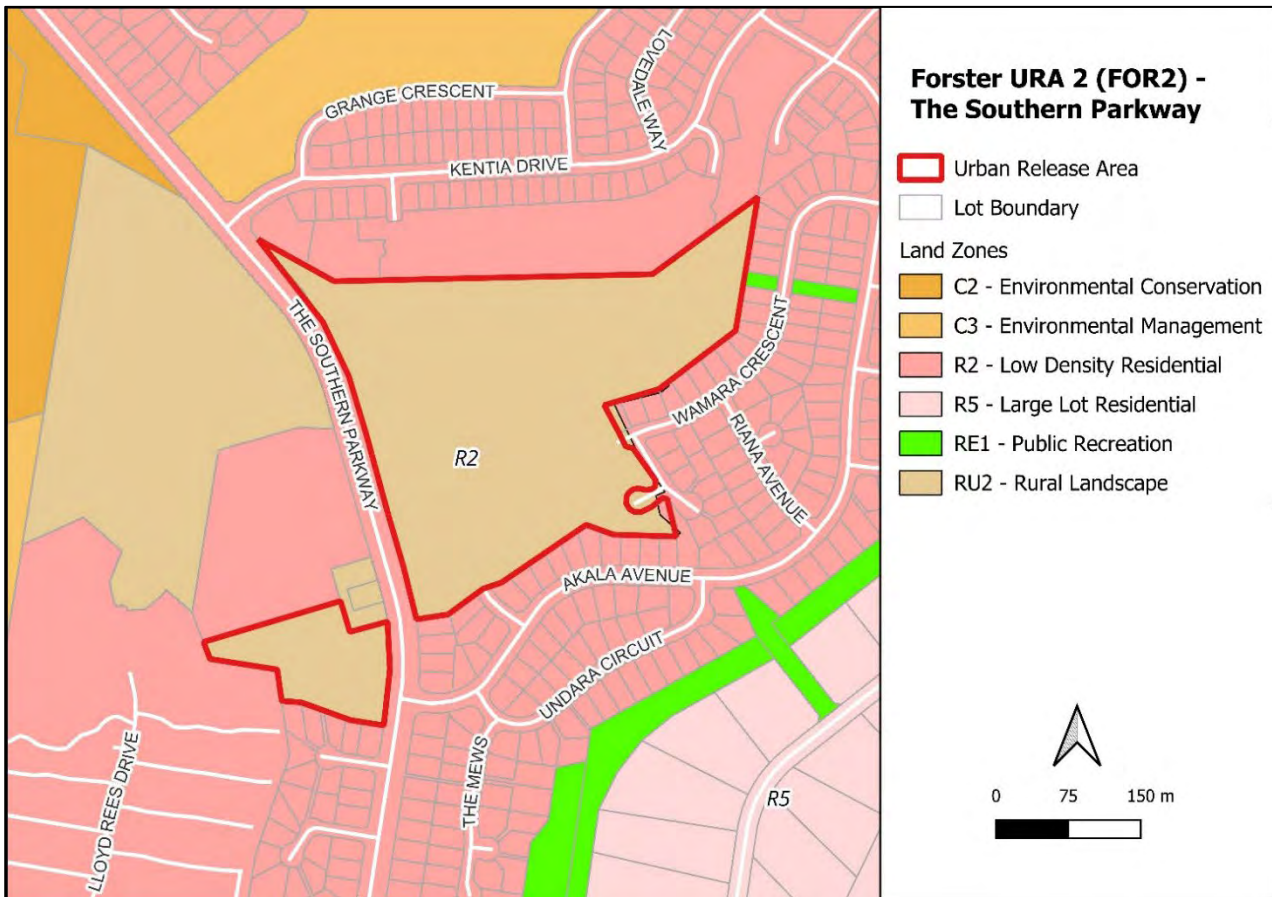 Forster URA 2 (FOR2) -
The Southern Parkway
Urban Release Area
Lot Boundary
Land Zones
C2 - Environmental Conservation
C3 - Environmental Management
R2 - Low Density Residential
R5 - Large Lot Residential
RE1 - Public Recreation
RU2 - Rural Landscape
0 75 150 m
GRANGE CRESCENT
LOVEDALE WAY
KENTIA DRIVE
THE SOUTHERN PARKWAY
WAMARA CRESCENT
RIANA AVENUE
R2
AKALA AVENUE
UNDARA CIRCUIT
THE MEWS
LLOYD REES DRIVE
R5